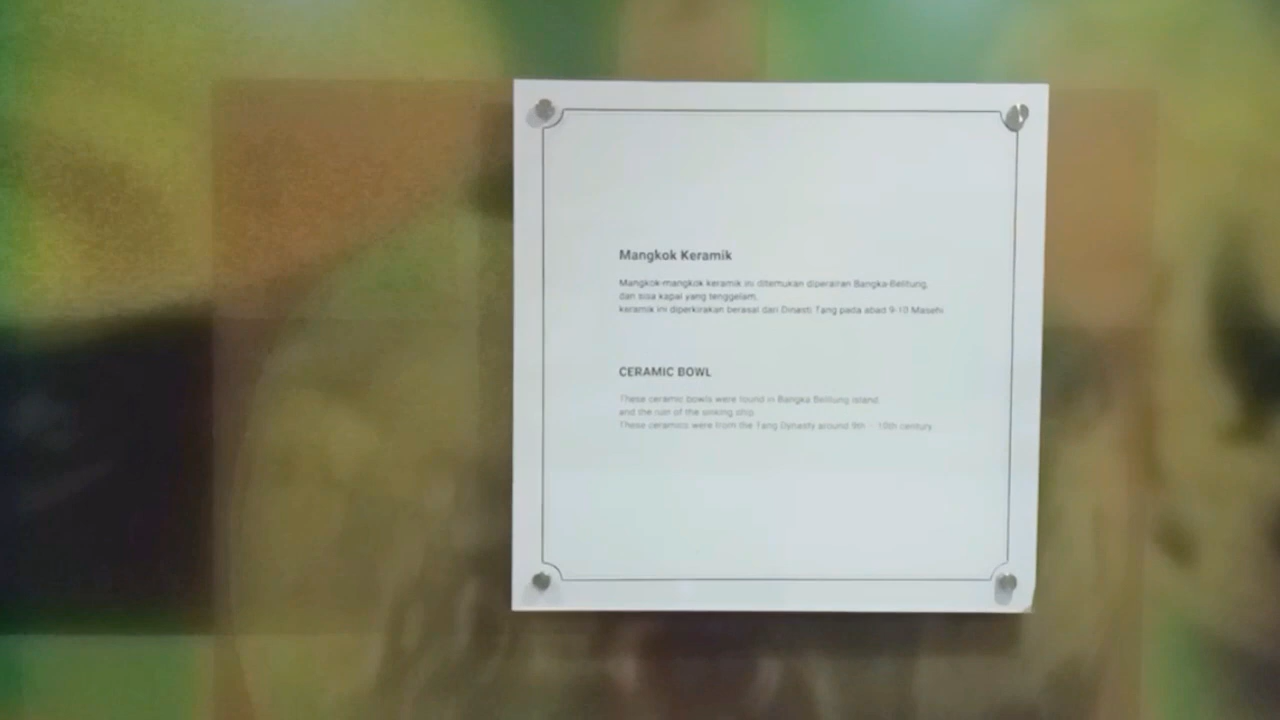 Mangkok Keramik
Mangkok-mangkok keramik ini ditemukan diperairan Bangka-Belitung,
dan sisa kapal yang tenggelam,
keramik ini diperkirakan berasal dari Dinasti Tang pada abad 9-10 Masehi
CERAMIC BOWL
These ceramic bowls were found in Bangka Belitung island
and the ruin of the sinking ship
These ceramics were from the Tang Dynasty around 9th - 10th century